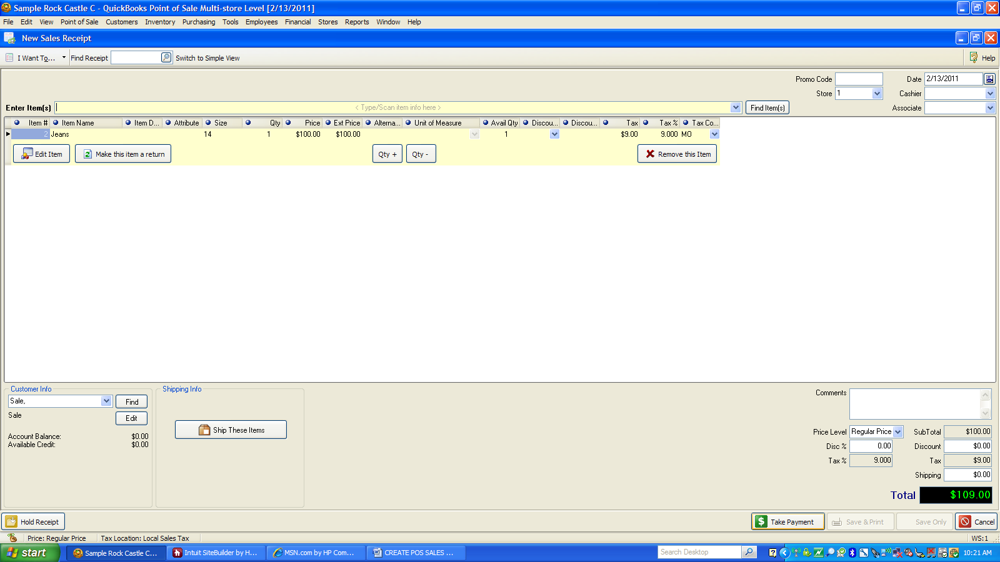 Sample Rock Castle C - QuickBooks Point of Sale Multi-store Level [2/13/2011]
File Edit View Point of Sale Customers Inventory Purchasing Tools Employees Financial Stores Reports Window Help
New Sales Receipt
I Want To... Find Receipt Switch to Simple View Help
Promo Code Date 2/13/2011
Store 1 Cashier
Enter Item(s) < Type/Scan item info here > Find Item(s) Associate
Item # Item Name Item D... Attribute Size Qty Price Ext Price Alterna... Unit of Measure Avail Qty Discou... Discou... Tax Tax % Tax Co...
2 Jeans 14 1 $100.00 $100.00 1 $9.00 9.000 MO
Edit Item Make this item a return Qty + Qty - Remove this Item
Customer Info Shipping Info
Sale, Find
Sale Edit
Account Balance: $0.00
Available Credit: $0.00
Ship These Items
Comments
Price Level Regular Price SubTotal $100.00
Disc % 0.00 Discount $0.00
Tax % 9.000 Tax $9.00
Shipping $0.00
Total $109.00
Hold Receipt Take Payment Save & Print Save Only Cancel
Price: Regular Price Tax Location: Local Sales Tax WS:1
start Sample Rock Castle C... Intuit SiteBuilder by H... MSN.com by HP Com... CREATE POS SALES ... Search Desktop 10:21 AM